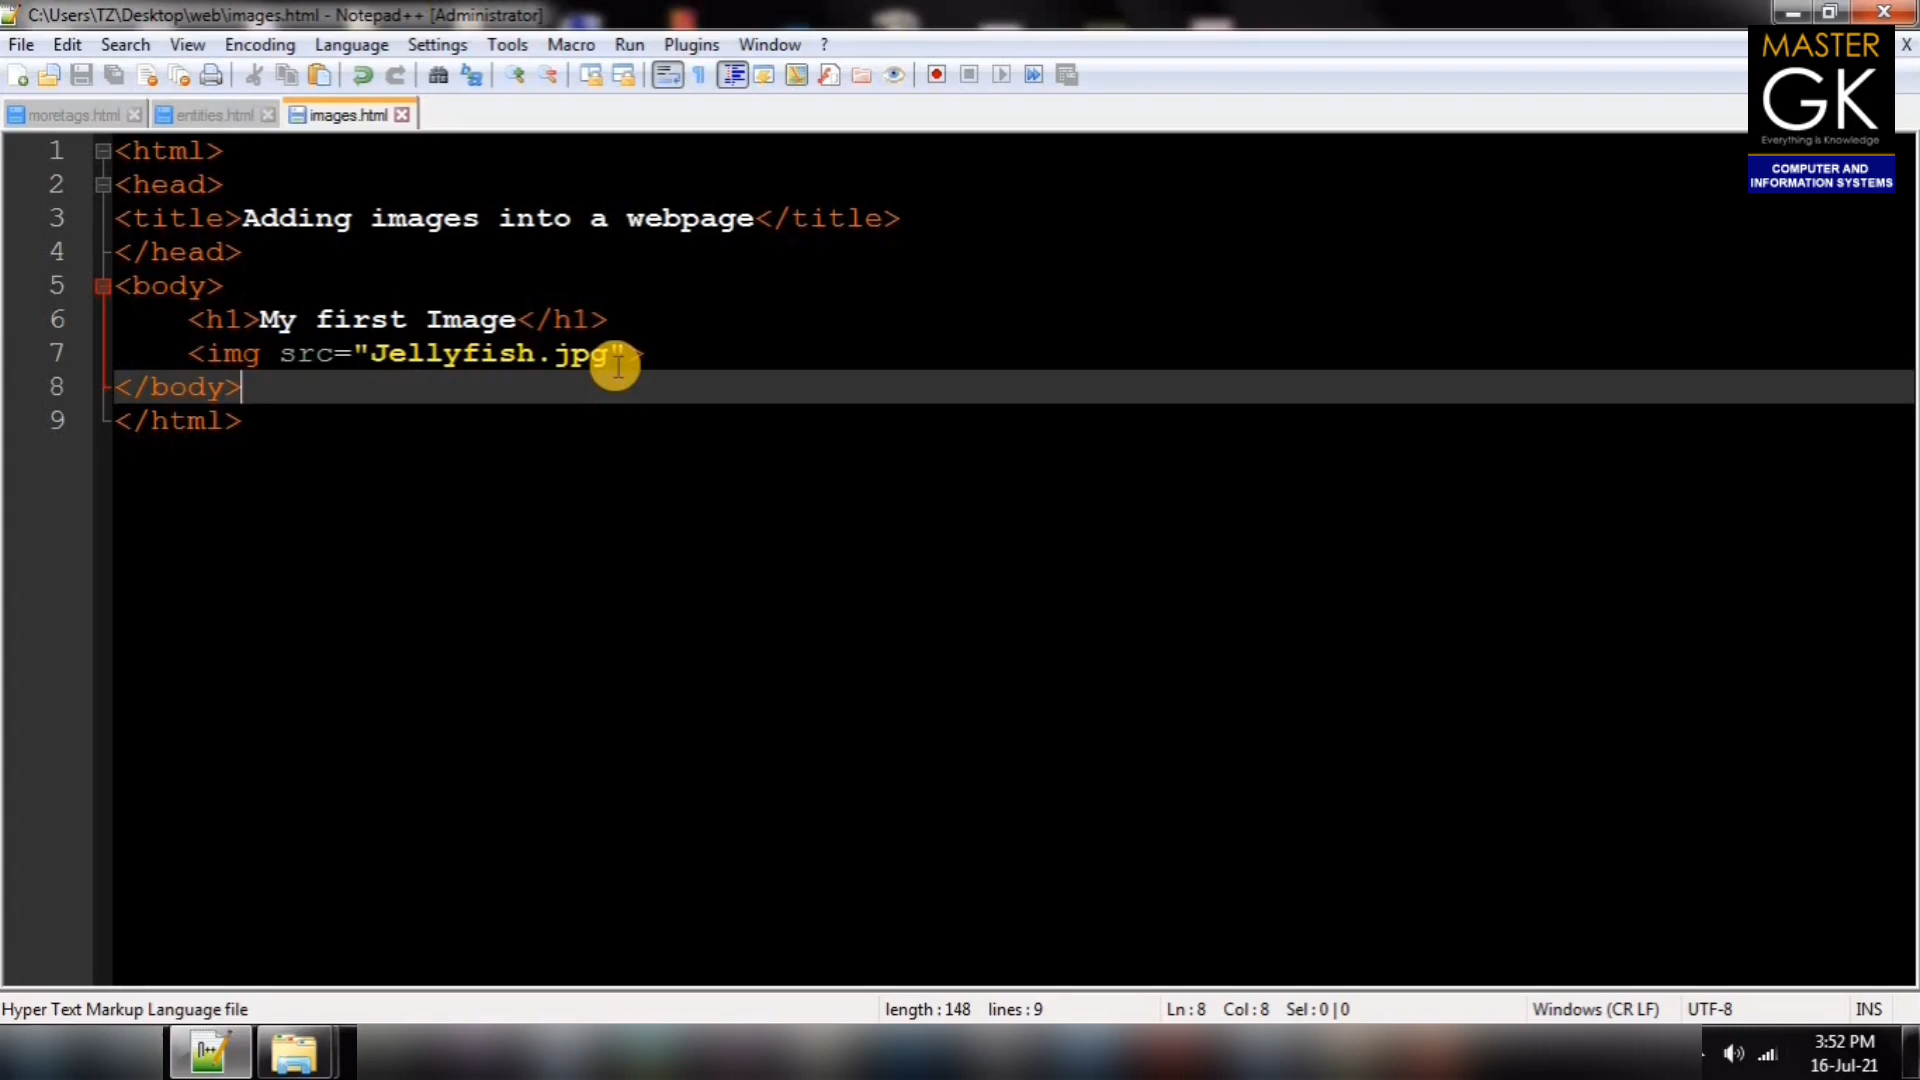 C:\Users\TZ\Desktop\web\images.html - Notepad++ [Administrator]
File Edit Search View Encoding Language Settings Tools Macro Run Plugins Window ? X
MASTER
GK
Everything is Knowledge
COMPUTER AND
INFORMATION SYSTEMS
moretags.html entities.html images.html
1 <html>
2 <head>
3 <title>Adding images into a webpage</title>
4 </head>
5 <body>
6 <h1>My first Image</h1>
7 <img src="Jellyfish.jpg">
8 </body>
9 </html>
Hyper Text Markup Language file length : 148 lines : 9 Ln : 8 Col : 8 Sel : 0 | 0 Windows (CR LF) UTF-8 INS
3:52 PM
16-Jul-21